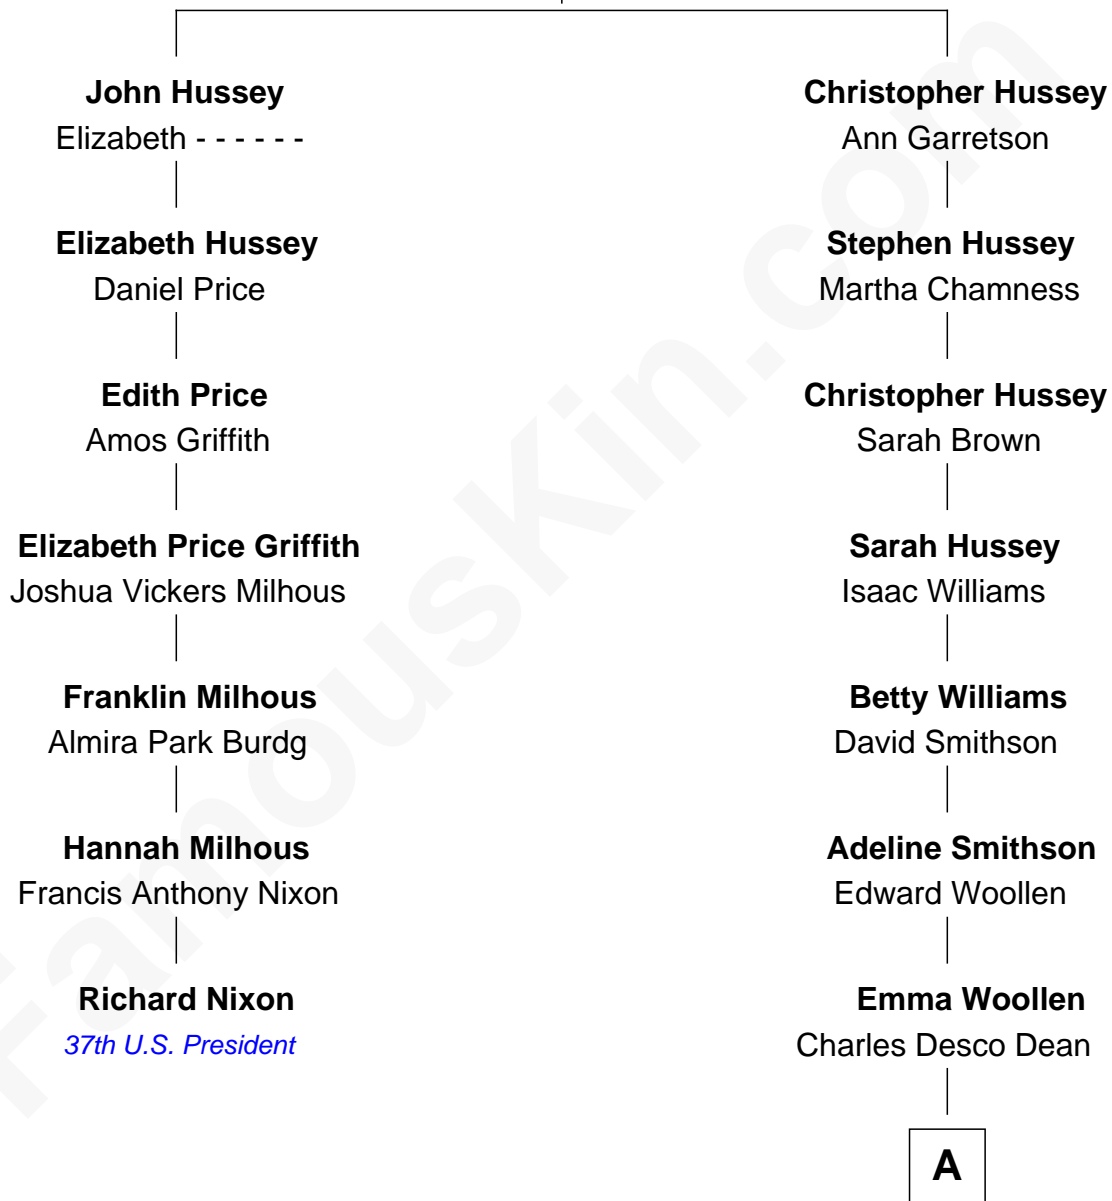 John Hussey
Elizabeth - - - - - -
Elizabeth Hussey
Daniel Price
Edith Price
Amos Griffith
Elizabeth Price Griffith
Joshua Vickers Milhous
Franklin Milhous
Almira Park Burdg
Hannah Milhous
Francis Anthony Nixon
Richard Nixon
37th U.S. President
Christopher Hussey
Ann Garretson
Stephen Hussey
Martha Chamness
Christopher Hussey
Sarah Brown
Sarah Hussey
Isaac Williams
Betty Williams
David Smithson
Adeline Smithson
Edward Woollen
Emma Woollen
Charles Desco Dean
A
FamousKin.com